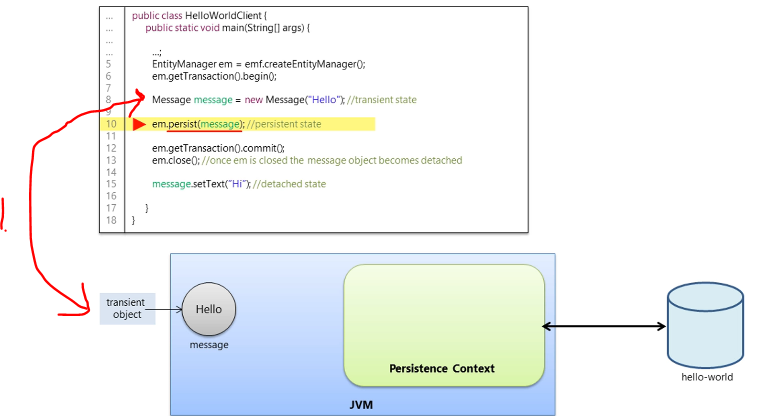 ... public class HelloWorldClient {
... public static void main(String[] args) {
...
... ...;
5 EntityManager em = emf.createEntityManager();
6 em.getTransaction().begin();
7
8 Message message = new Message("Hello"); //transient state
9
10 em.persist(message); //persistent state
11
12 em.getTransaction().commit();
13 em.close(); //once em is closed the message object becomes detached
14
15 message.setText("Hi"); //detached state
16
17 }
18 }
transient
object
Hello
message
Persistence Context
JVM
hello-world